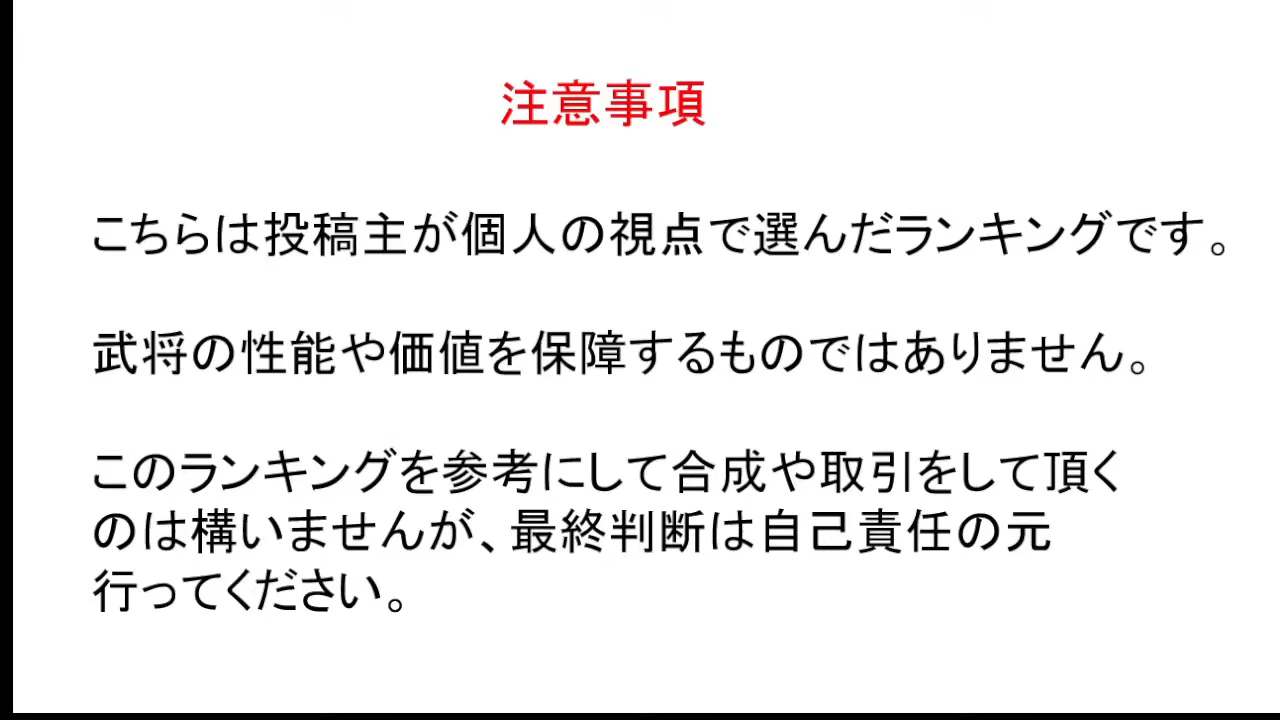 注意事項
こちらは投稿主が個人の視点で選んだランキングです。
武将の性能や価値を保障するものではありません。
このランキングを参考にして合成や取引をして頂く
のは構いませんが、最終判断は自己責任の元
行ってください。